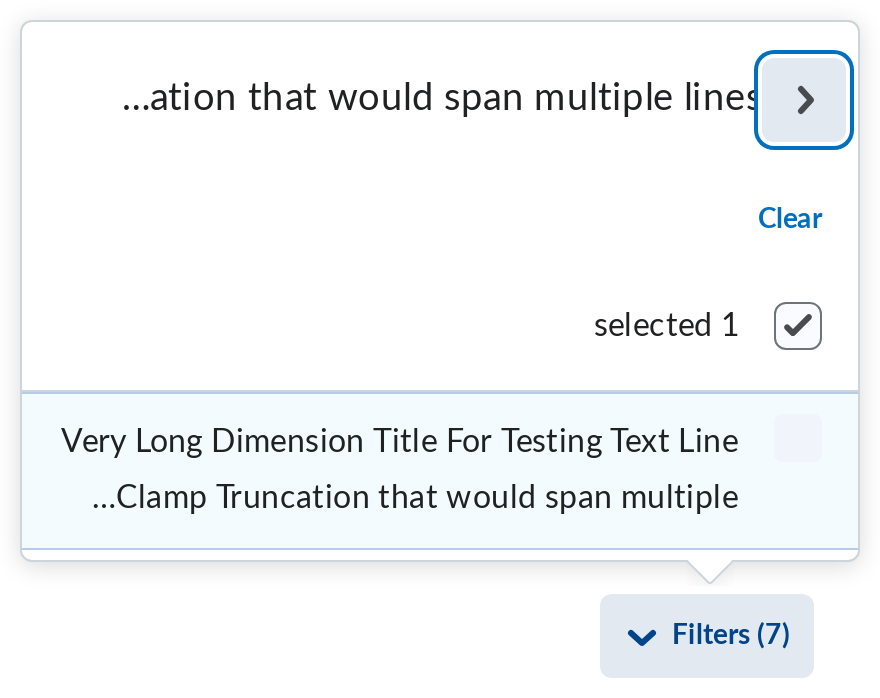 ...ation that would span multiple lines
Clear
selected 1
Very Long Dimension Title For Testing Text Line
...Clamp Truncation that would span multiple
Filters (7)